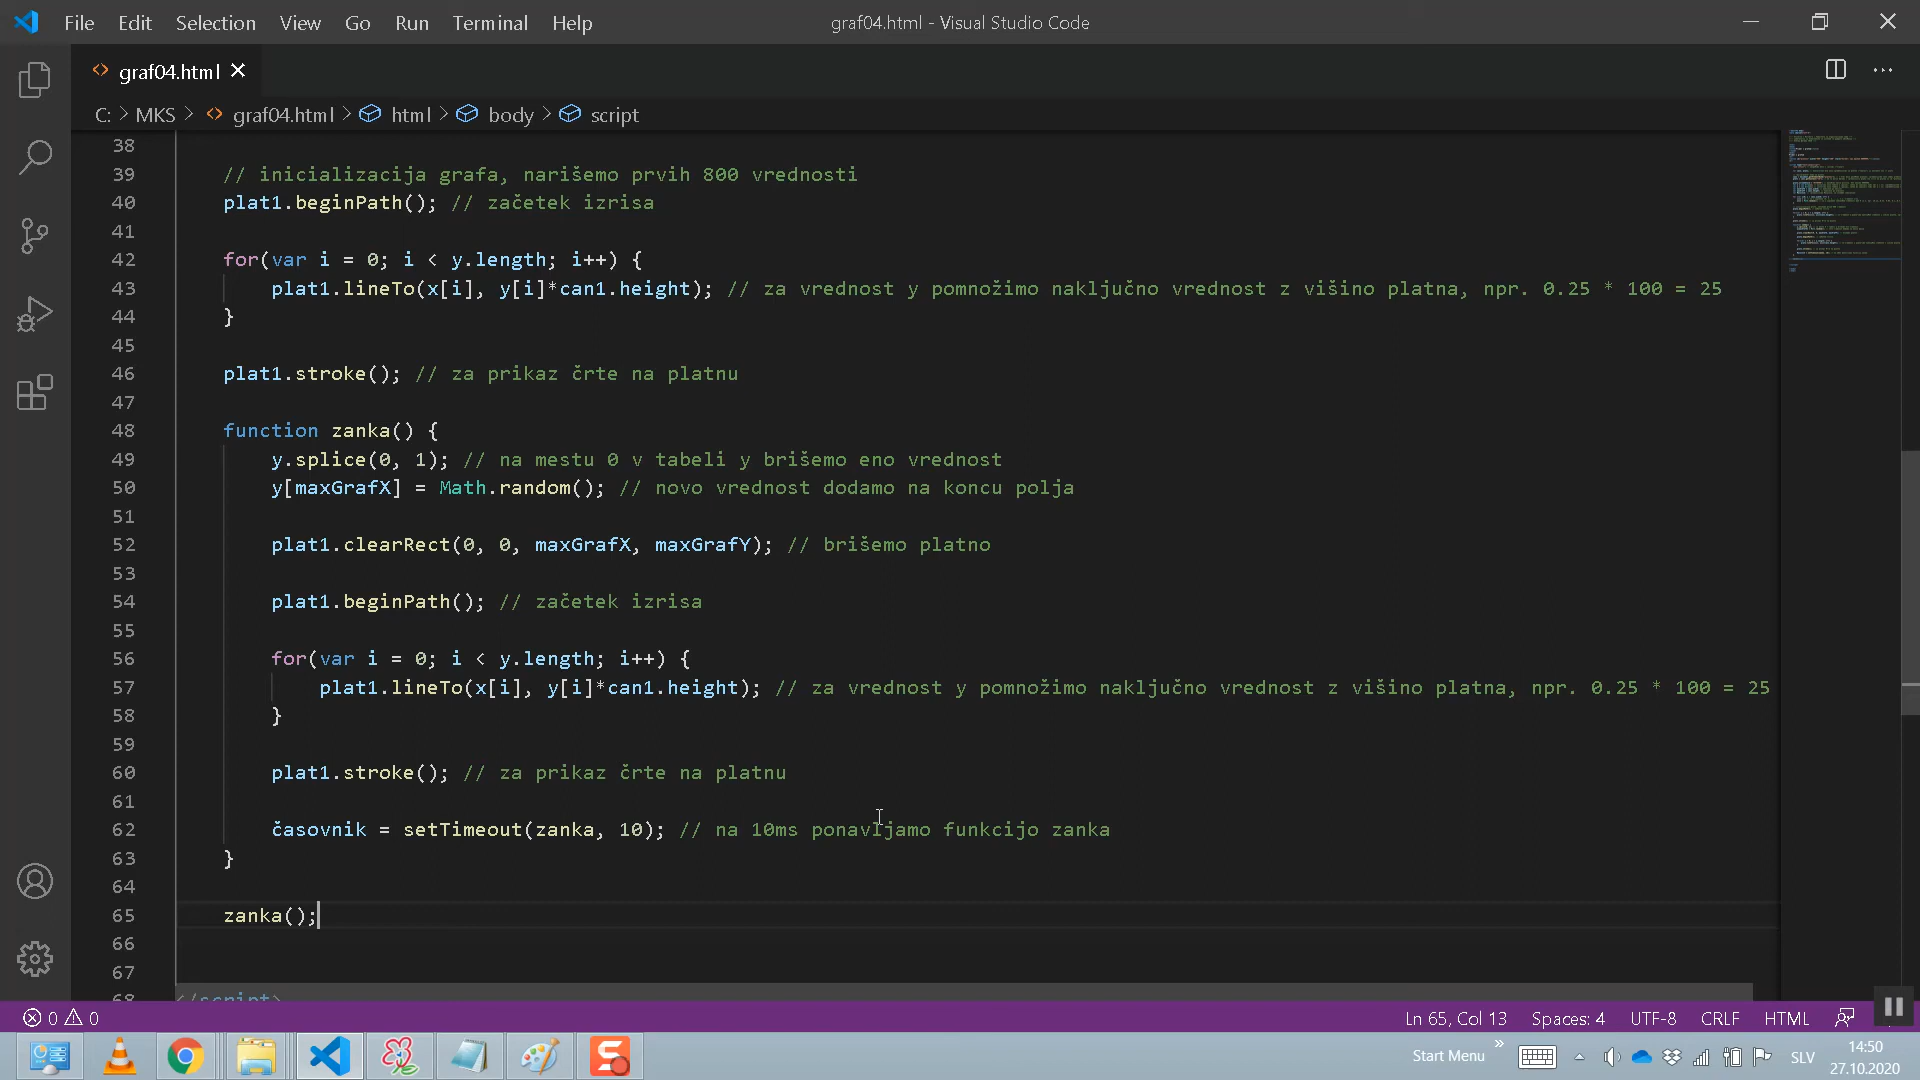 File Edit Selection View Go Run Terminal Help
graf04.html - Visual Studio Code
graf04.html
C: > MKS > graf04.html > html > body > script
38
39 // inicializacija grafa, narišemo prvih 800 vrednosti
40 plat1.beginPath(); // začetek izrisa
41
42 for(var i = 0; i < y.length; i++) {
43 plat1.lineTo(x[i], y[i]*can1.height); // za vrednost y pomnožimo naključno vrednost z višino platna, npr. 0.25 * 100 = 25
44 }
45
46 plat1.stroke(); // za prikaz črte na platnu
47
48 function zanka() {
49 y.splice(0, 1); // na mestu 0 v tabeli y brišemo eno vrednost
50 y[maxGrafX] = Math.random(); // novo vrednost dodamo na koncu polja
51
52 plat1.clearRect(0, 0, maxGrafX, maxGrafY); // brišemo platno
53
54 plat1.beginPath(); // začetek izrisa
55
56 for(var i = 0; i < y.length; i++) {
57 plat1.lineTo(x[i], y[i]*can1.height); // za vrednost y pomnožimo naključno vrednost z višino platna, npr. 0.25 * 100 = 25
58 }
59
60 plat1.stroke(); // za prikaz črte na platnu
61
62 časovnik = setTimeout(zanka, 10); // na 10ms ponavljamo funkcijo zanka
63 }
64
65 zanka();
66
67
68 </script>
0 0
Ln 65, Col 13 Spaces: 4 UTF-8 CRLF HTML
Start Menu » SLV
14:50
27.10.2020